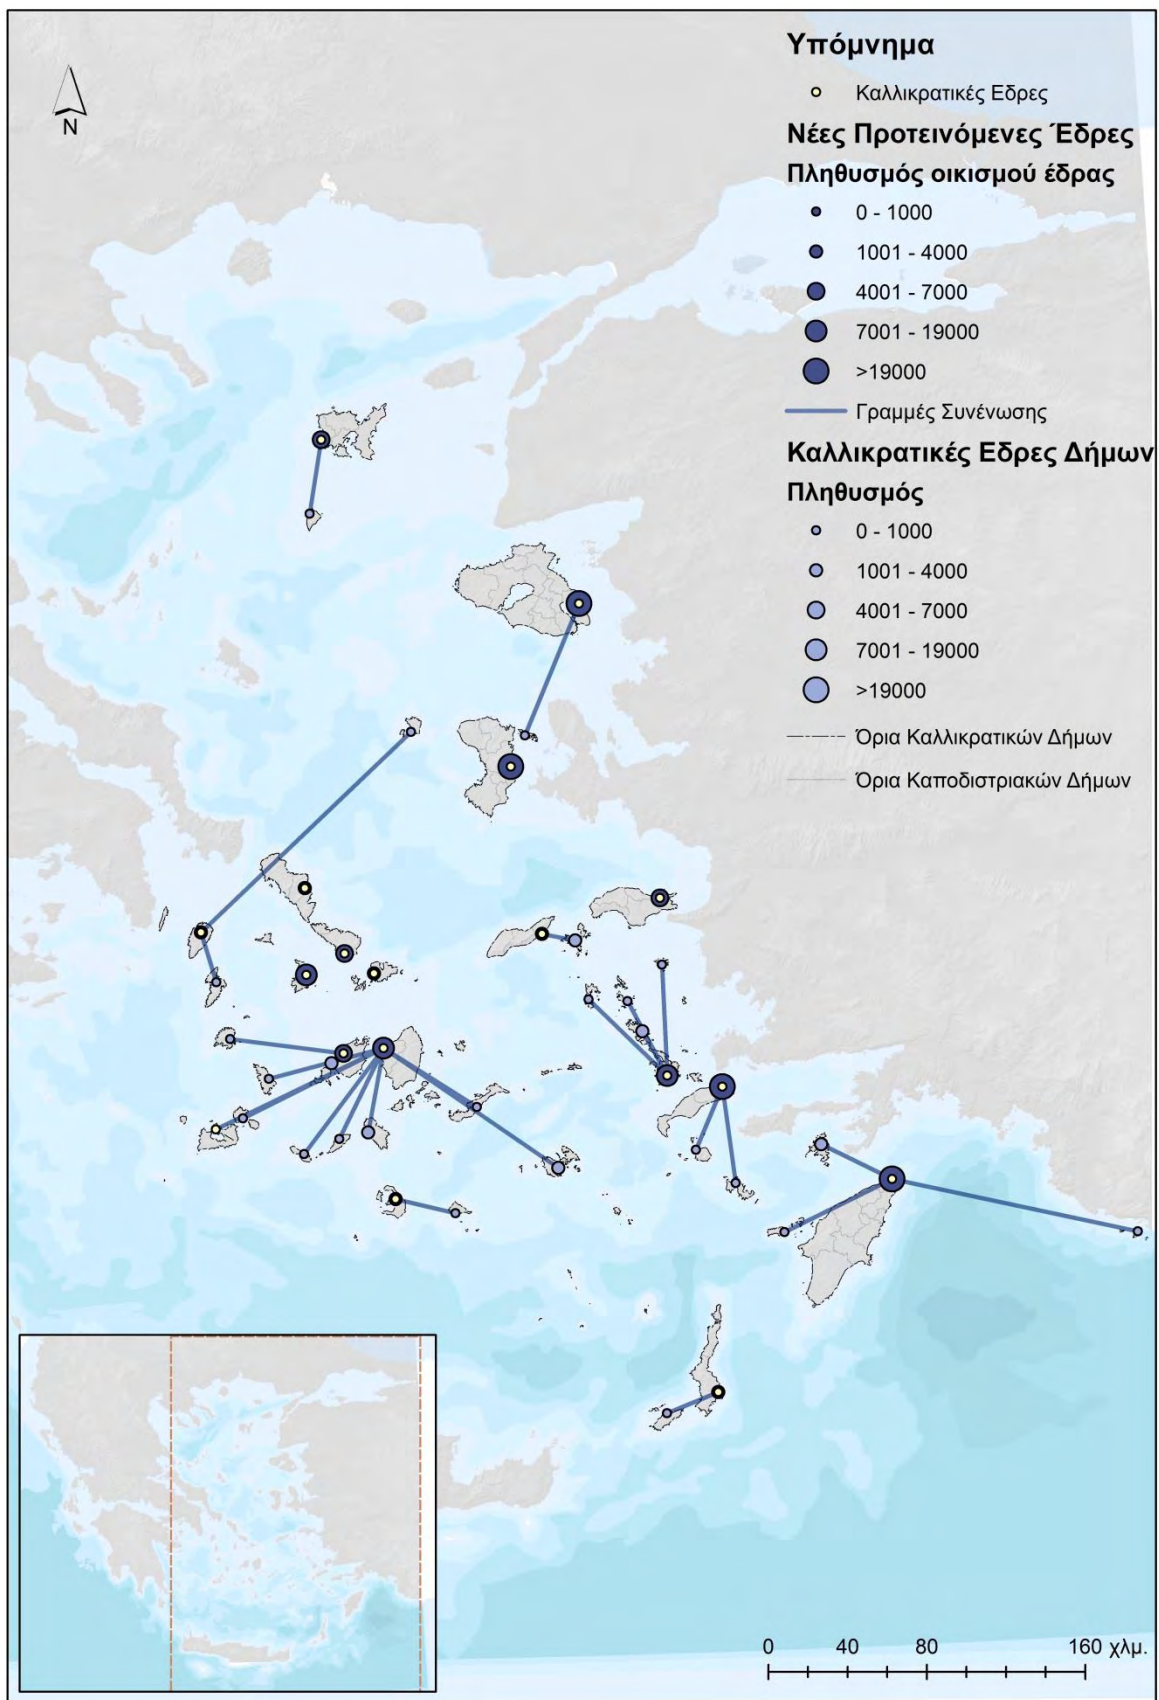 N
Υπόμνημα
Καλλικρατικές Εδρες
Νέες Προτεινόμενες Έδρες
Πληθυσμός οικισμού έδρας
0 - 1000
1001 - 4000
4001 - 7000
7001 - 19000
>19000
Γραμμές Συνένωσης
Καλλικρατικές Εδρες Δήμων
Πληθυσμός
0 - 1000
1001 - 4000
4001 - 7000
7001 - 19000
>19000
Όρια Καλλικρατικών Δήμων
Όρια Καποδιστριακών Δήμων
0 40 80 160 χλμ.